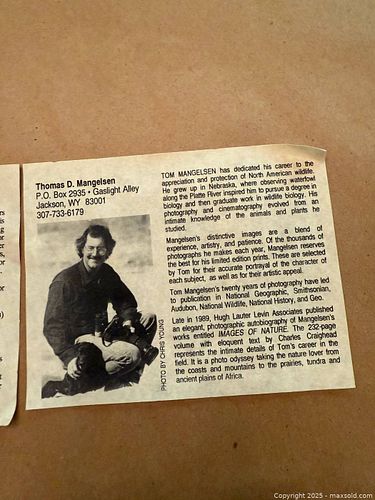 Thomas D. Mangelsen
P.O. Box 2935 • Gaslight Alley
Jackson, WY 83001
307-733-6179
PHOTO BY CHRIS YOUNG
TOM MANGELSEN has dedicated his career to the
appreciation and protection of North American wildlife.
He grew up in Nebraska, where observing waterfowl
along the Platte River inspired him to pursue a degree in
biology and then graduate work in wildlife biology. His
photography and cinematography evolved from an
intimate knowledge of the animals and plants he
studied.
Mangelsen's distinctive images are a blend of
experience, artistry, and patience. Of the thousands of
photographs he makes each year, Mangelsen reserves
the best for his limited edition prints. These are selected
by Tom for their accurate portrayal of the character of
each subject, as well as for their artistic appeal.
Tom Mangelsen's twenty years of photography have led
to publication in National Geographic, Smithsonian,
Audubon, National Wildlife, Natural History, and Geo.
Late in 1989, Hugh Lauter Levin Associates published
an elegant, photographic autobiography of Mangelsen's
works entitled IMAGES OF NATURE. The 232-page
volume with eloquent text by Charles Craighead
represents the intimate details of Tom's career in the
field. It is a photo odyssey taking the nature lover from
the coasts and mountains to the prairies, tundra and
ancient plains of Africa.
Copyright 2025 - maxsold.com